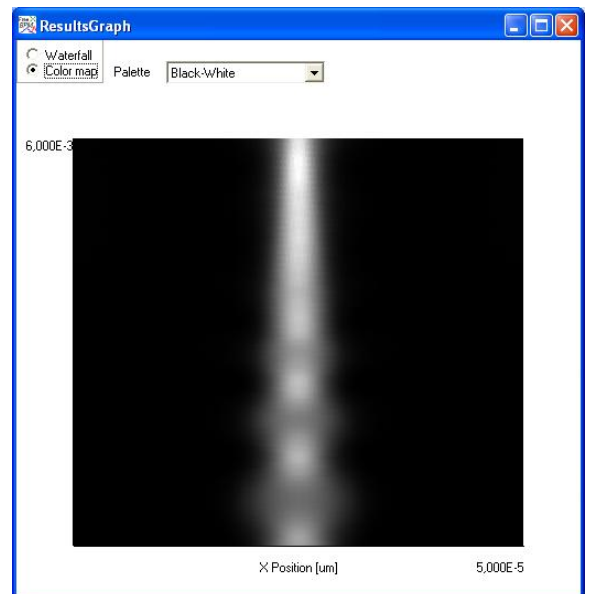 ResultsGraph
Waterfall
Color map
Palette
Black-White
6,000E-3
X Position [um]
5,000E-5